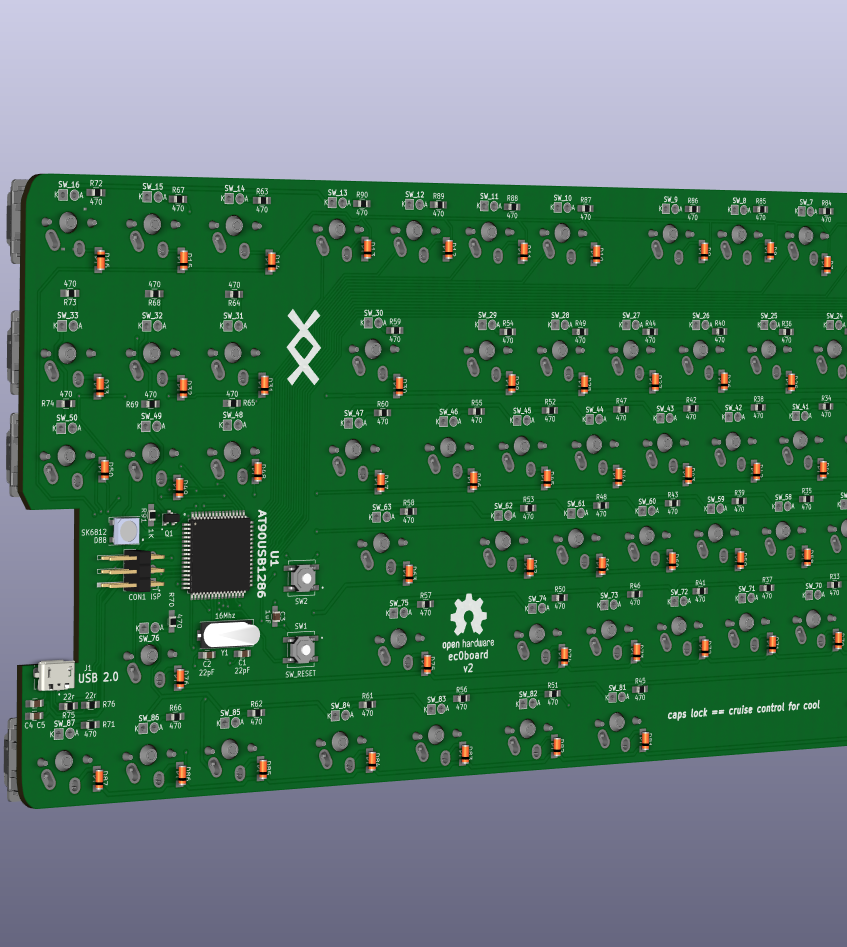 SW_16 R72 SW_15 R67 SW_14 R63 SW_13 R90 SW_12 R89 SW_11 R88 SW_10 R87 SW_9 R86 SW_8 R85 SW_7 R84
470 470 470 470 470 470 470 470 470 470
470 470 470
R73 R68 R64
SW_33 SW_32 SW_31 SW_30 R59 SW_29 R54 SW_28 R49 SW_27 R44 SW_26 R40 SW_25 R36 SW_24
470 470 470 470 470 470
470 470 470
R74 R69 R65
SW_50 SW_49 SW_48 SW_47 R60 SW_46 R55 SW_45 R52 SW_44 R47 SW_43 R42 SW_42 R38 SW_41 R34
470 470 470 470 470 470 470
SW_63 R58 SW_62 R53 SW_61 R48 SW_60 R43 SW_59 R39 SW_58 R35
470 470 470 470 470 470
SK6812
D88
R91
1K
Q1
AT90USB1286
U1
CON1 ISP
SW2
R70
470
16Mhz
Y1
C2
22pF
C1
22pF
C3
1uF
SW1
SW_RESET
SW_76
SW_75 R57 SW_74 R50 SW_73 R46 SW_72 R41 SW_71 R37 SW_70 R33
470 470 470 470 470 470
open hardware
ec0board
v2
J1
USB 2.0
22r 22r
R75 R76
C4 C5
R71
470
SW_87 SW_86 R66 SW_85 R62 SW_84 R61 SW_83 R56 SW_82 R51 SW_81 R45
470 470 470 470 470 470
caps lock == cruise control for cool